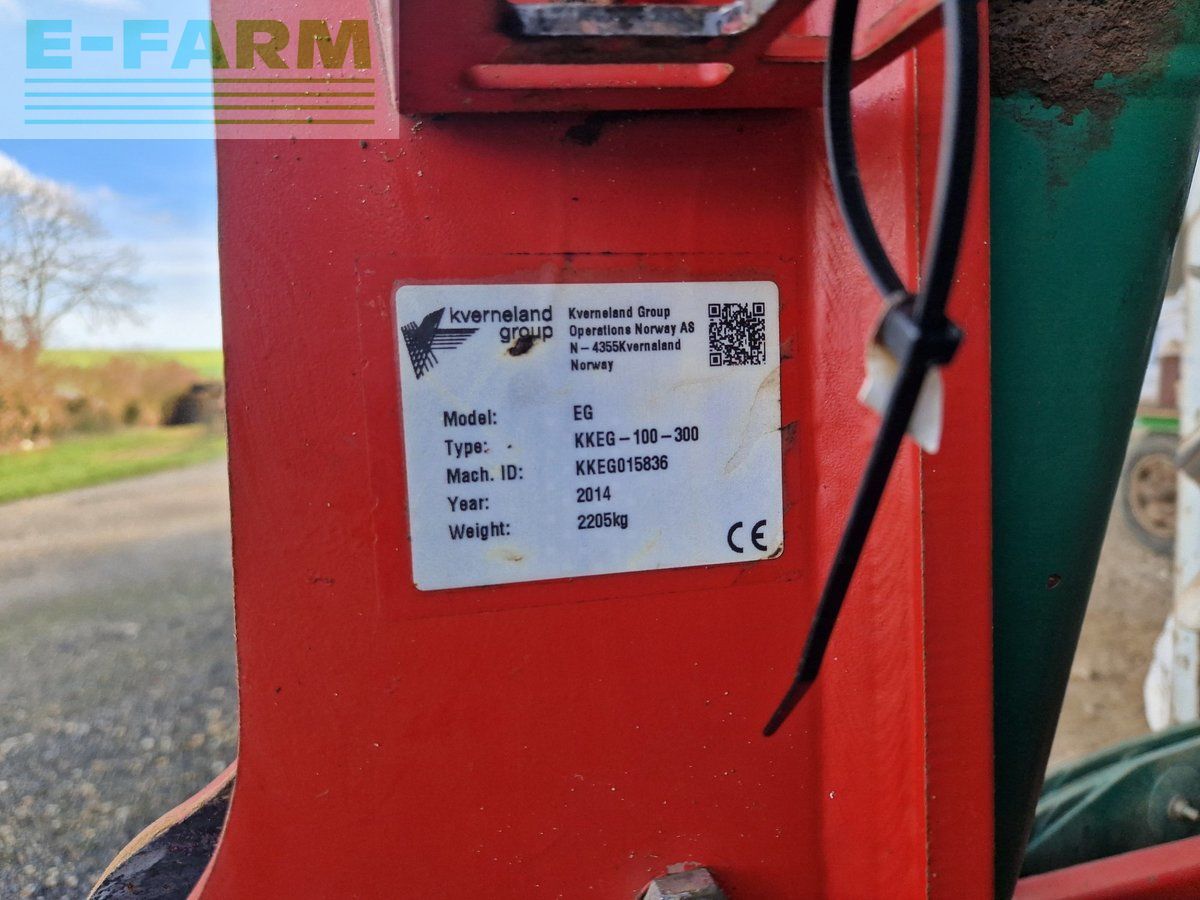 E-FARM
kverneland
group
Kverneland Group
Operations Norway AS
N-4355Kvernaland
Norway
Model: EG
Type: KKEG-100-300
Mach. ID: KKEG015836
Year: 2014
Weight: 2205kg
CE